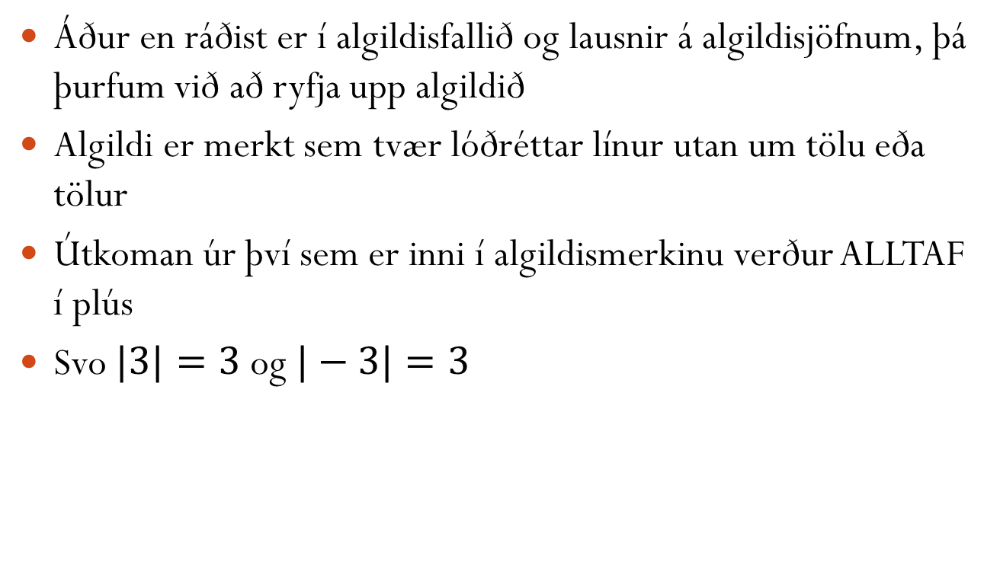 • Áður en ráðist er í algildisfallið og lausnir á algildisjöfnum, þá
þurfum við að ryfja upp algildið
• Algildi er merkt sem tvær lóðréttar línur utan um tölu eða
tölur
• Útkoman úr því sem er inni í algildismerkinu verður ALLTAF
í plús
• Svo |3| = 3 og | − 3| = 3